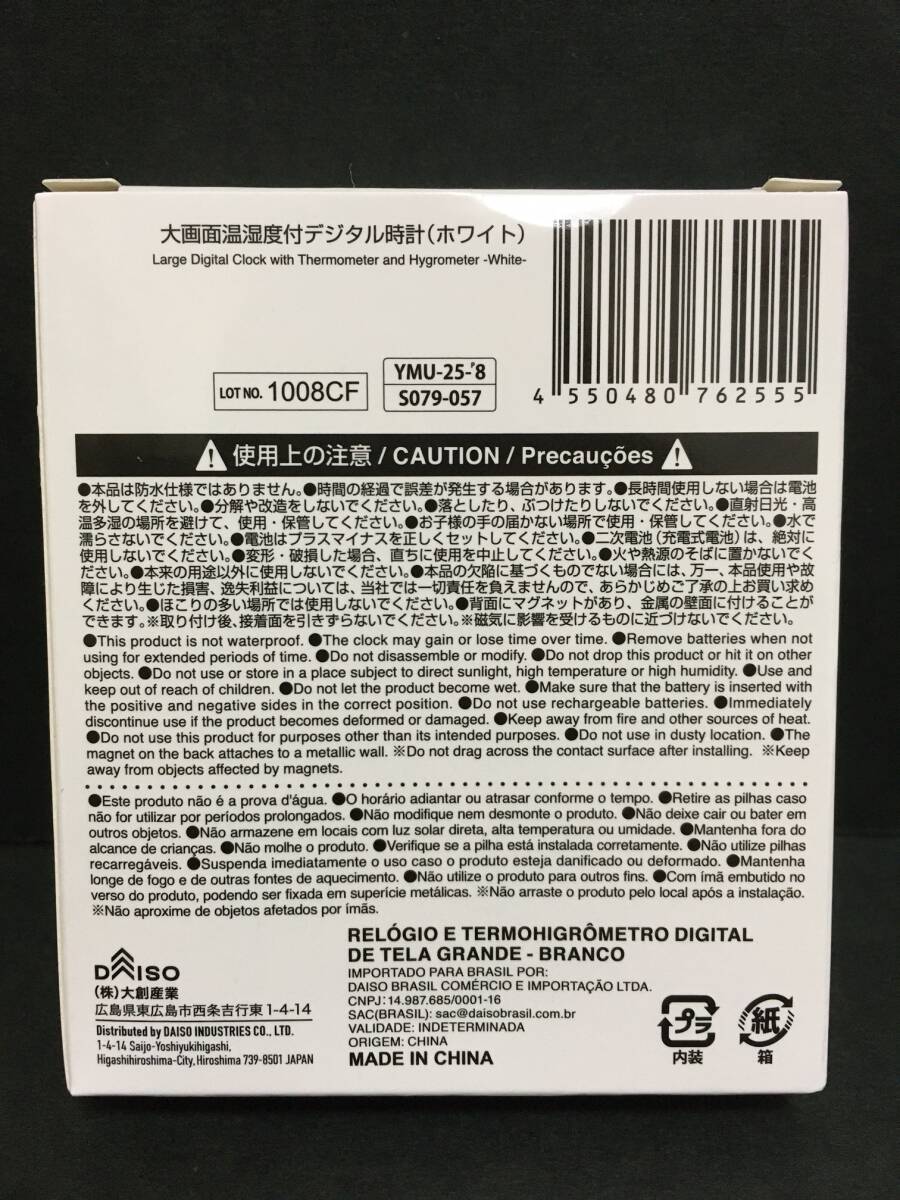 大画面温湿度付デジタル時計(ホワイト)
Large Digital Clock with Thermometer and Hygrometer -White-
LOT NO. 1008CF
YMU-25-'8
S079-057
4 550480 762555
使用上の注意 / CAUTION / Precauções
●本品は防水仕様ではありません。●時間の経過で誤差が発生する場合があります。●長時間使用しない場合は電池
を外してください。●分解や改造をしないでください。●落としたり、ぶつけたりしないでください。●直射日光・高
温多湿の場所を避けて、使用・保管してください。●お子様の手の届かない場所で使用・保管してください。●水で
濡らさないでください。●電池はプラスマイナスを正しくセットしてください。●二次電池(充電式電池)は、絶対に
使用しないでください。●変形・破損した場合、直ちに使用を中止してください。●火や熱源のそばに置かないでく
ださい。●本来の用途以外に使用しないでください。●本品の欠陥に基づくものでない場合には、万一、本品使用や故
障により生じた損害、逸失利益については、当社では一切責任を負えませんので、あらかじめご了承の上お買い求め
ください。●ほこりの多い場所では使用しないでください。●背面にマグネットがあり、金属の壁面に付けることが
できます。※取り付け後、接着面を引きずらないでください。※磁気に影響を受けるものに近づけないでください。
●This product is not waterproof. ●The clock may gain or lose time over time. ●Remove batteries when not
using for extended periods of time. ●Do not disassemble or modify. ●Do not drop this product or hit it on other
objects. ●Do not use or store in a place subject to direct sunlight, high temperature or high humidity. ●Use and
keep out of reach of children. ●Do not let the product become wet. ●Make sure that the battery is inserted with
the positive and negative sides in the correct position. ●Do not use rechargeable batteries. ●Immediately
discontinue use if the product becomes deformed or damaged. ●Keep away from fire and other sources of heat.
●Do not use this product for purposes other than its intended purposes. ●Do not use in dusty location. ●The
magnet on the back attaches to a metallic wall. ※Do not drag across the contact surface after installing. ※Keep
away from objects affected by magnets.
●Este produto não é a prova d'água. ●O horário adiantar ou atrasar conforme o tempo. ●Retire as pilhas caso
não for utilizar por períodos prolongados. ●Não modifique nem desmonte o produto. ●Não deixe cair ou bater em
outros objetos. ●Não armazene em locais com luz solar direta, alta temperatura ou umidade. ●Mantenha fora do
alcance de crianças. ●Não molhe o produto. ●Verifique se a pilha está instalada corretamente. ●Não utilize pilhas
recarregáveis. ●Suspenda imediatamente o uso caso o produto esteja danificado ou deformado. ●Mantenha
longe de fogo e de outras fontes de aquecimento. ●Não utilize o produto para outros fins. ●Com ímã embutido no
verso do produto, podendo ser fixada em superície metálicas. ※Não arraste o produto pelo local após a instalação.
※Não aproxime de objetos afetados por ímãs.
DAISO
(株)大創産業
広島県東広島市西条吉行東1-4-14
Distributed by DAISO INDUSTRIES CO., LTD.
1-4-14 Saijo-Yoshiyukihigashi,
Higashihiroshima-City, Hiroshima 739-8501 JAPAN
RELÓGIO E TERMOHIGRÔMETRO DIGITAL
DE TELA GRANDE - BRANCO
IMPORTADO PARA BRASIL POR:
DAISO BRASIL COMÉRCIO E IMPORTAÇÃO LTDA.
CNPJ: 14.987.685/0001-16
SAC(BRASIL): sac@daisobrasil.com.br
VALIDADE: INDETERMINADA
ORIGEM: CHINA
MADE IN CHINA
プラ
内装
紙
箱